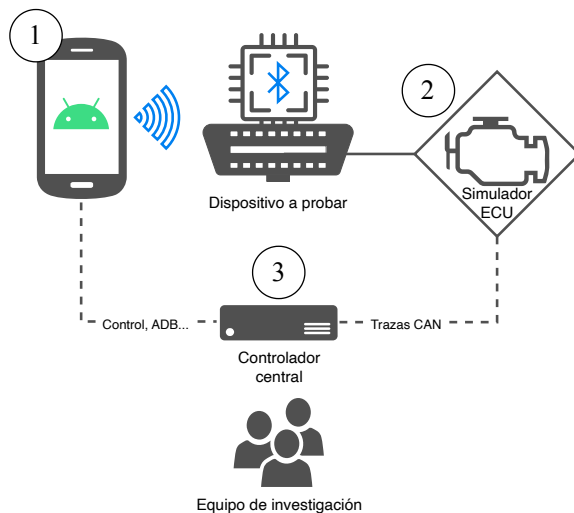 1
2
Dispositivo a probar
Simulador
ECU
3
Control, ADB...
Trazas CAN
Controlador
central
Equipo de investigación